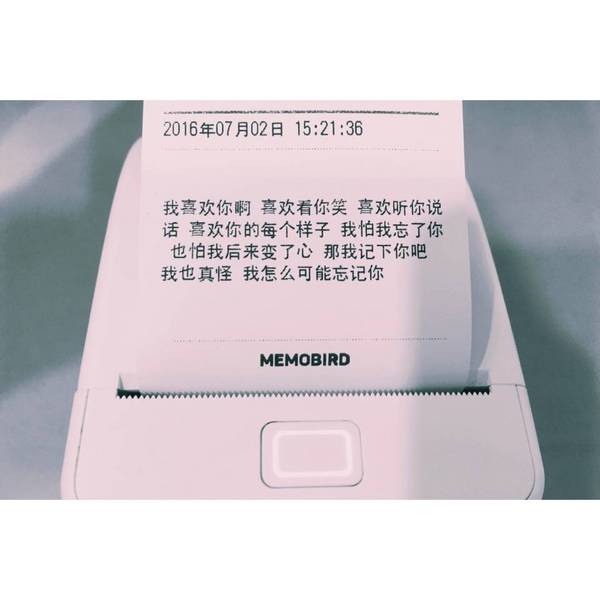 2016年07月02日 15:21:36
我喜欢你啊 喜欢看你笑 喜欢听你说
话 喜欢你的每个样子 我怕我忘了你
也怕我后来变了心 那我记下你吧
我也真怪 我怎么可能忘记你
MEMOBIRD